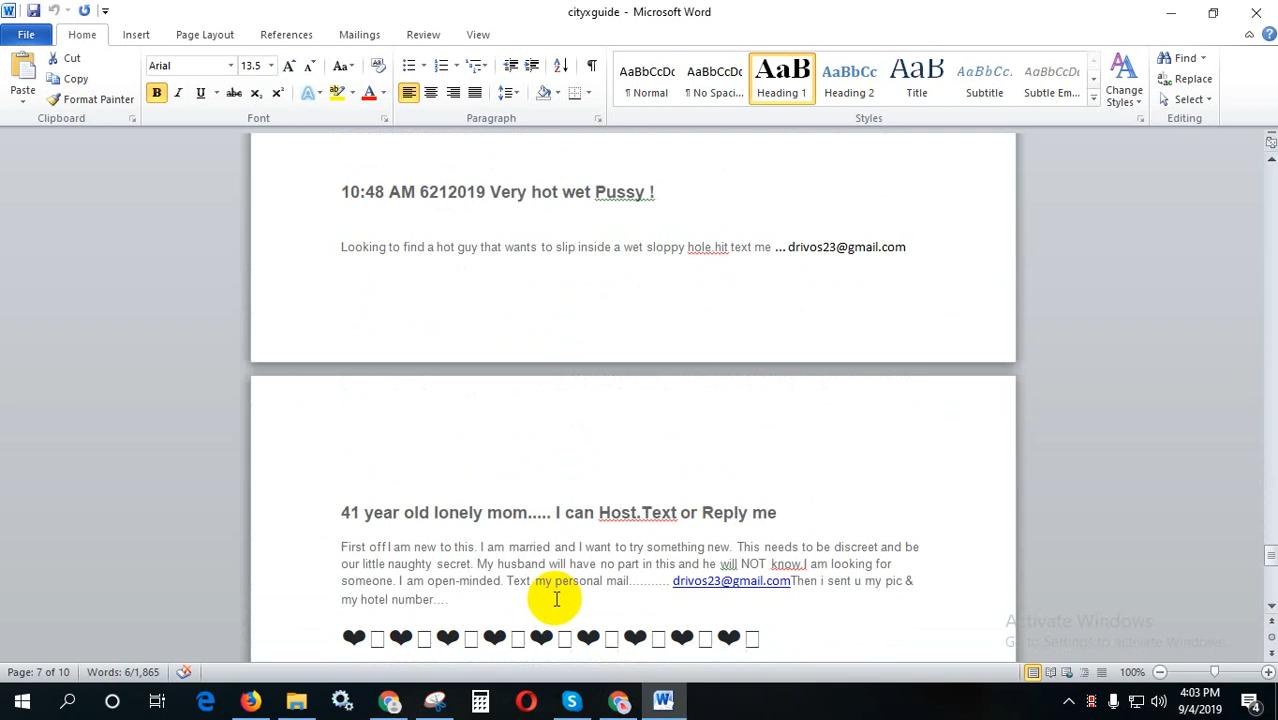 cityxguide - Microsoft Word
File Home Insert Page Layout References Mailings Review View
Paste
Cut
Copy
Format Painter
Clipboard
Arial 13.5
Font
Paragraph
AaBbCcDc AaBbCcDc AaB AaBbCc AaB AaBbCcI AaBbCcDc
¶ Normal ¶ No Spaci... Heading 1 Heading 2 Title Subtitle Subtle Em...
Change
Styles
Styles
Find
Replace
Select
Editing
10:48 AM 6212019 Very hot wet Pussy !
Looking to find a hot guy that wants to slip inside a wet sloppy hole.hit text me ... drivos23@gmail.com
41 year old lonely mom..... I can Host.Text or Reply me
First off I am new to this. I am married and I want to try something new. This needs to be discreet and be
our little naughty secret. My husband will have no part in this and he will NOT know.I am looking for
someone. I am open-minded. Text my personal mail.......... drivos23@gmail.comThen i sent u my pic &
my hotel number....
Activate Windows
Go to Settings to activate Windows.
Page: 7 of 10 Words: 6/1,865 100%
4:03 PM
9/4/2019
4